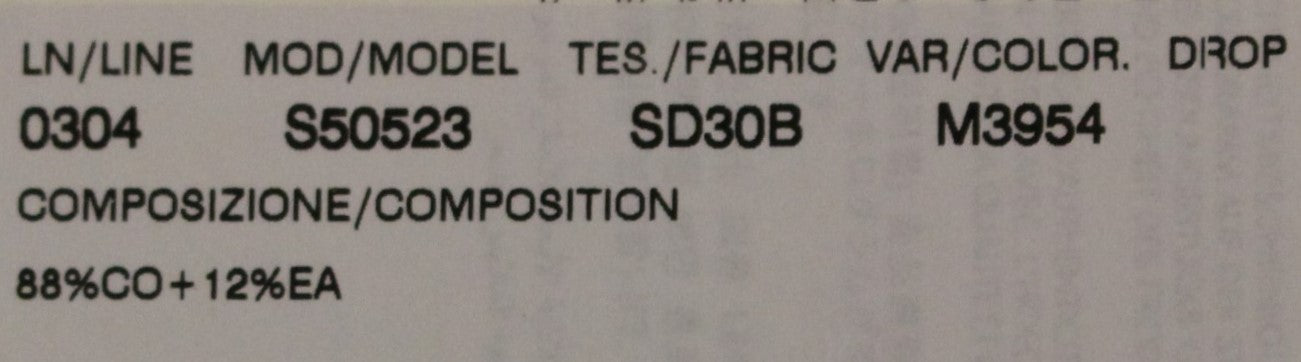 LN/LINE MOD/MODEL TES./FABRIC VAR/COLOR. DROP
0304 S50523 SD30B M3954
COMPOSIZIONE/COMPOSITION
88%CO+12%EA